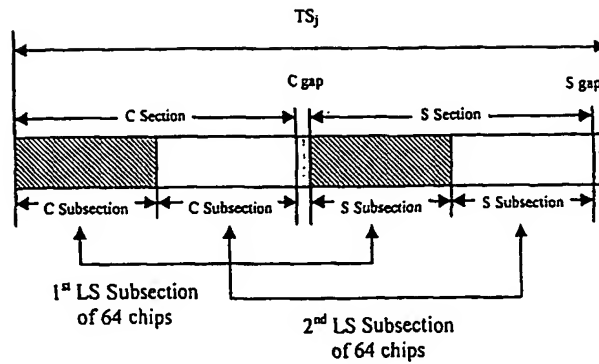 TSj
C gap
S gap
C Section
S Section
C Subsection
C Subsection
S Subsection
S Subsection
1st LS Subsection
of 64 chips
2nd LS Subsection
of 64 chips